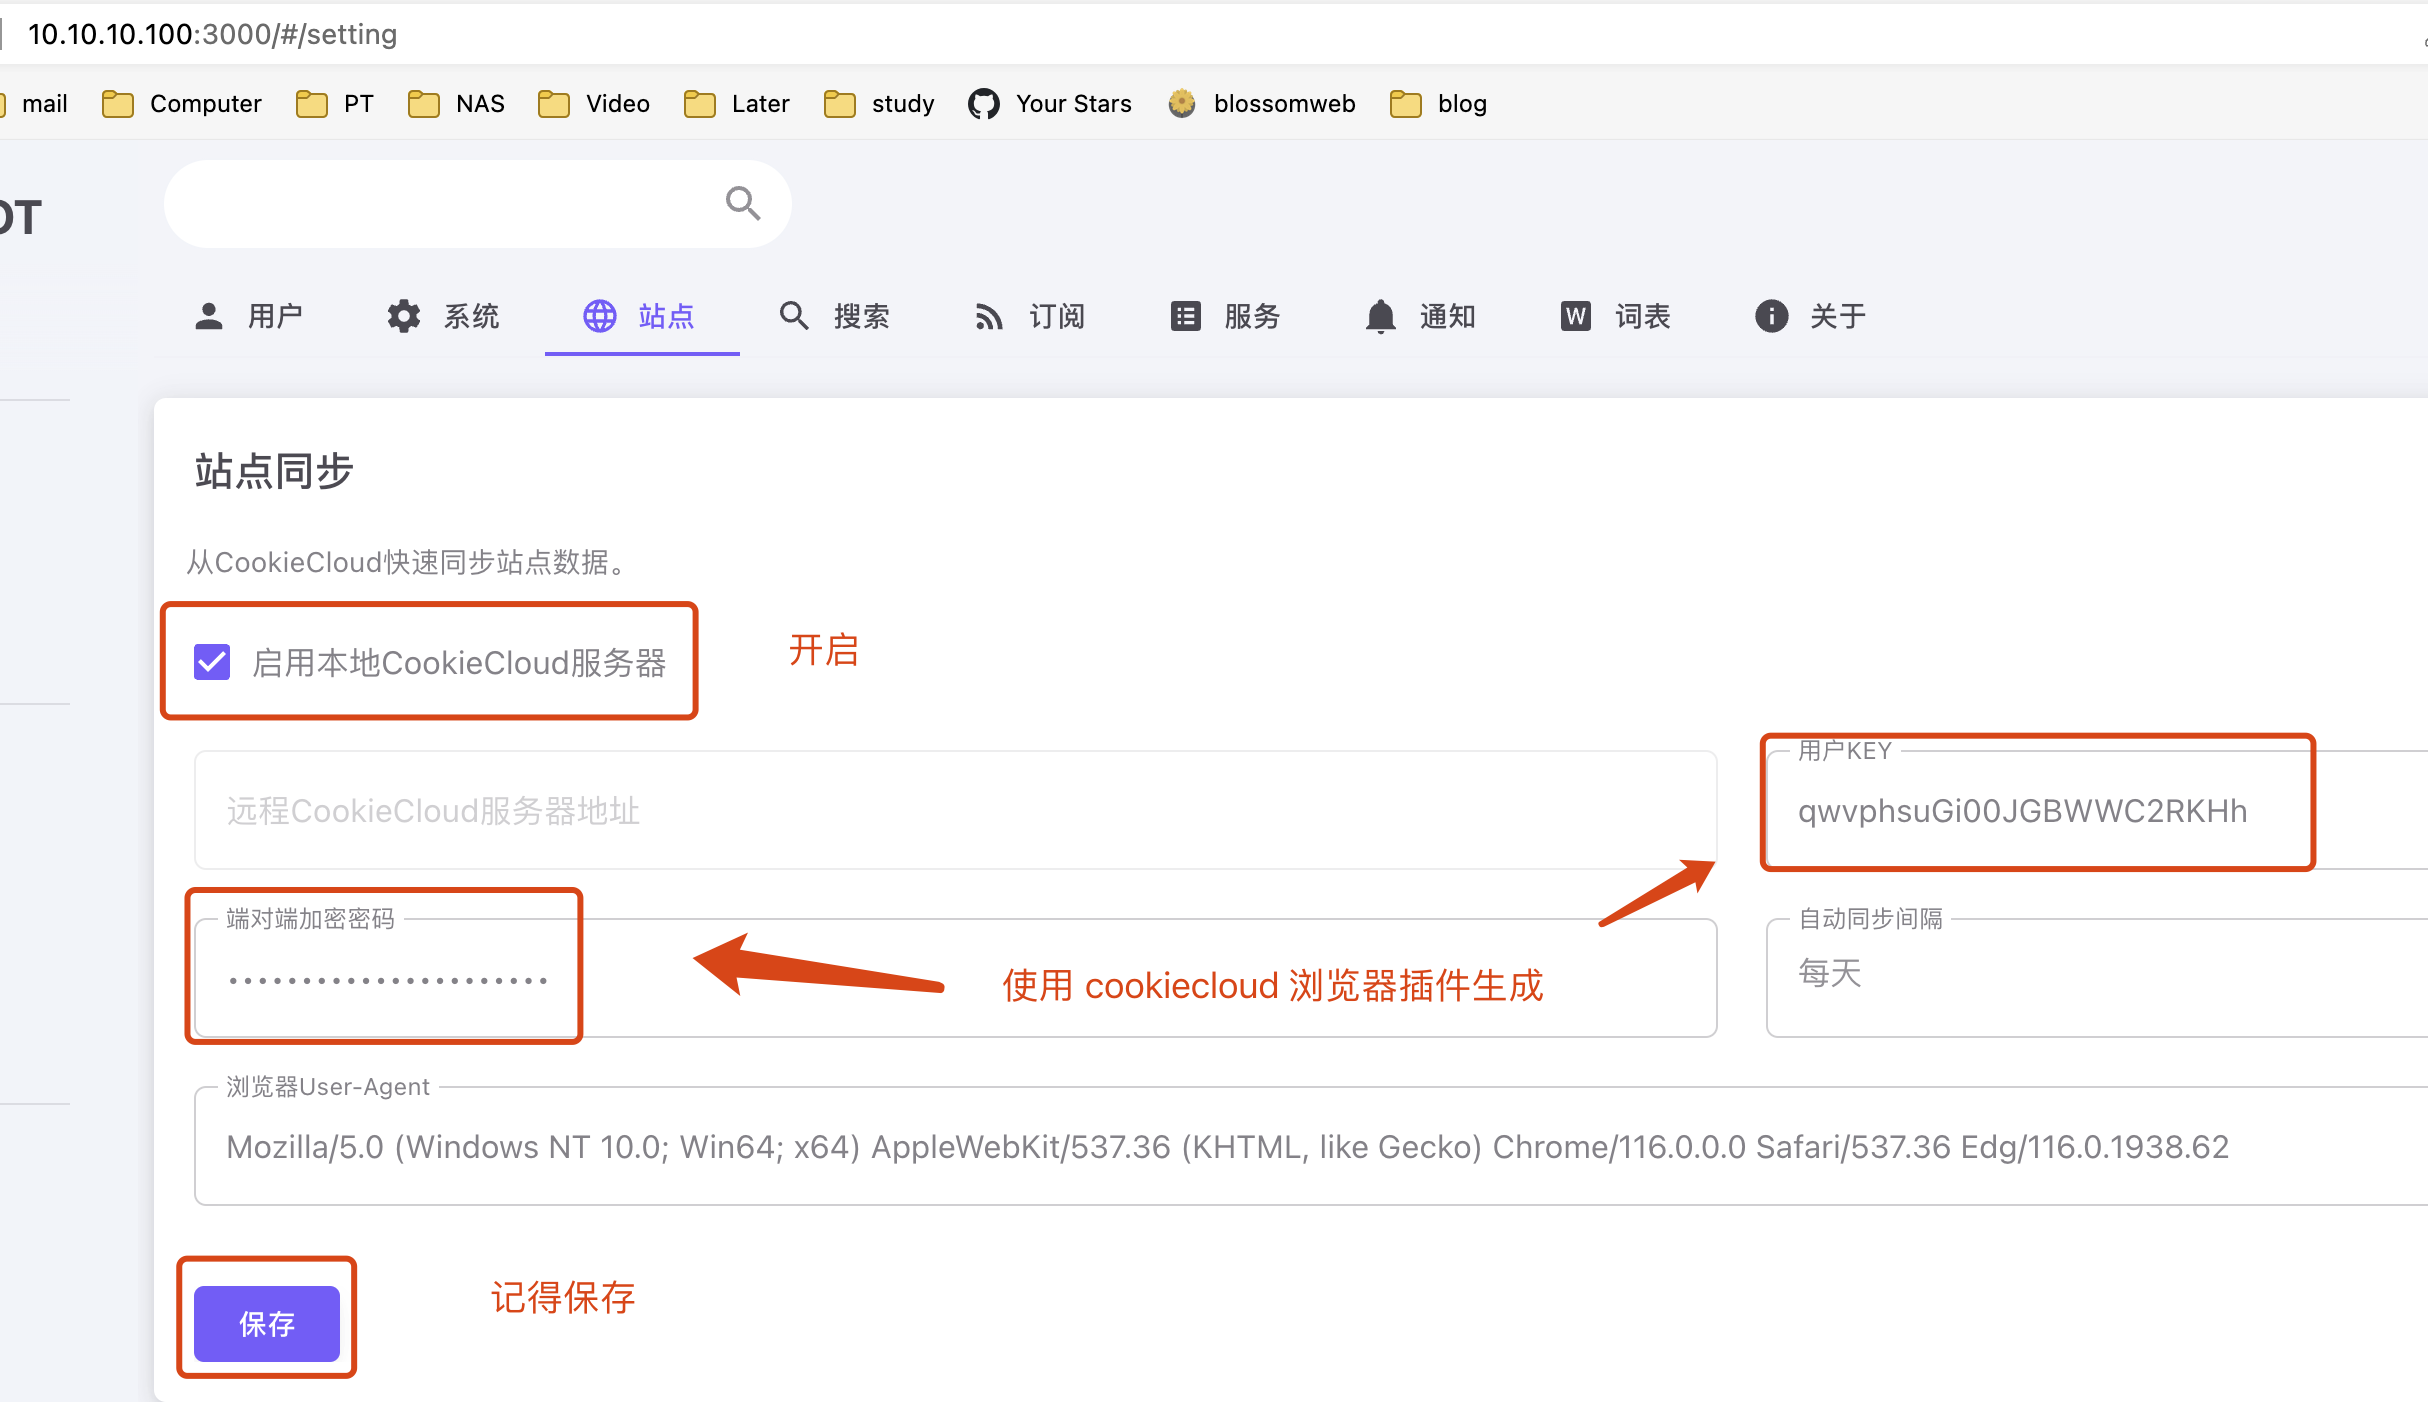 10.10.10.100:3000/#/setting
mail Computer PT NAS Video Later study Your Stars blossomweb blog
OT
用户 系统 站点 搜索 订阅 服务 通知 词表 关于
站点同步
从CookieCloud快速同步站点数据。
启用本地CookieCloud服务器
开启
用户KEY
远程CookieCloud服务器地址
qwvphsuGi00JGBWWC2RKHh
端对端加密密码
自动同步间隔
••••••••••••••••••••••
使用 cookiecloud 浏览器插件生成
每天
浏览器User-Agent
Mozilla/5.0 (Windows NT 10.0; Win64; x64) AppleWebKit/537.36 (KHTML, like Gecko) Chrome/116.0.0.0 Safari/537.36 Edg/116.0.1938.62
保存
记得保存